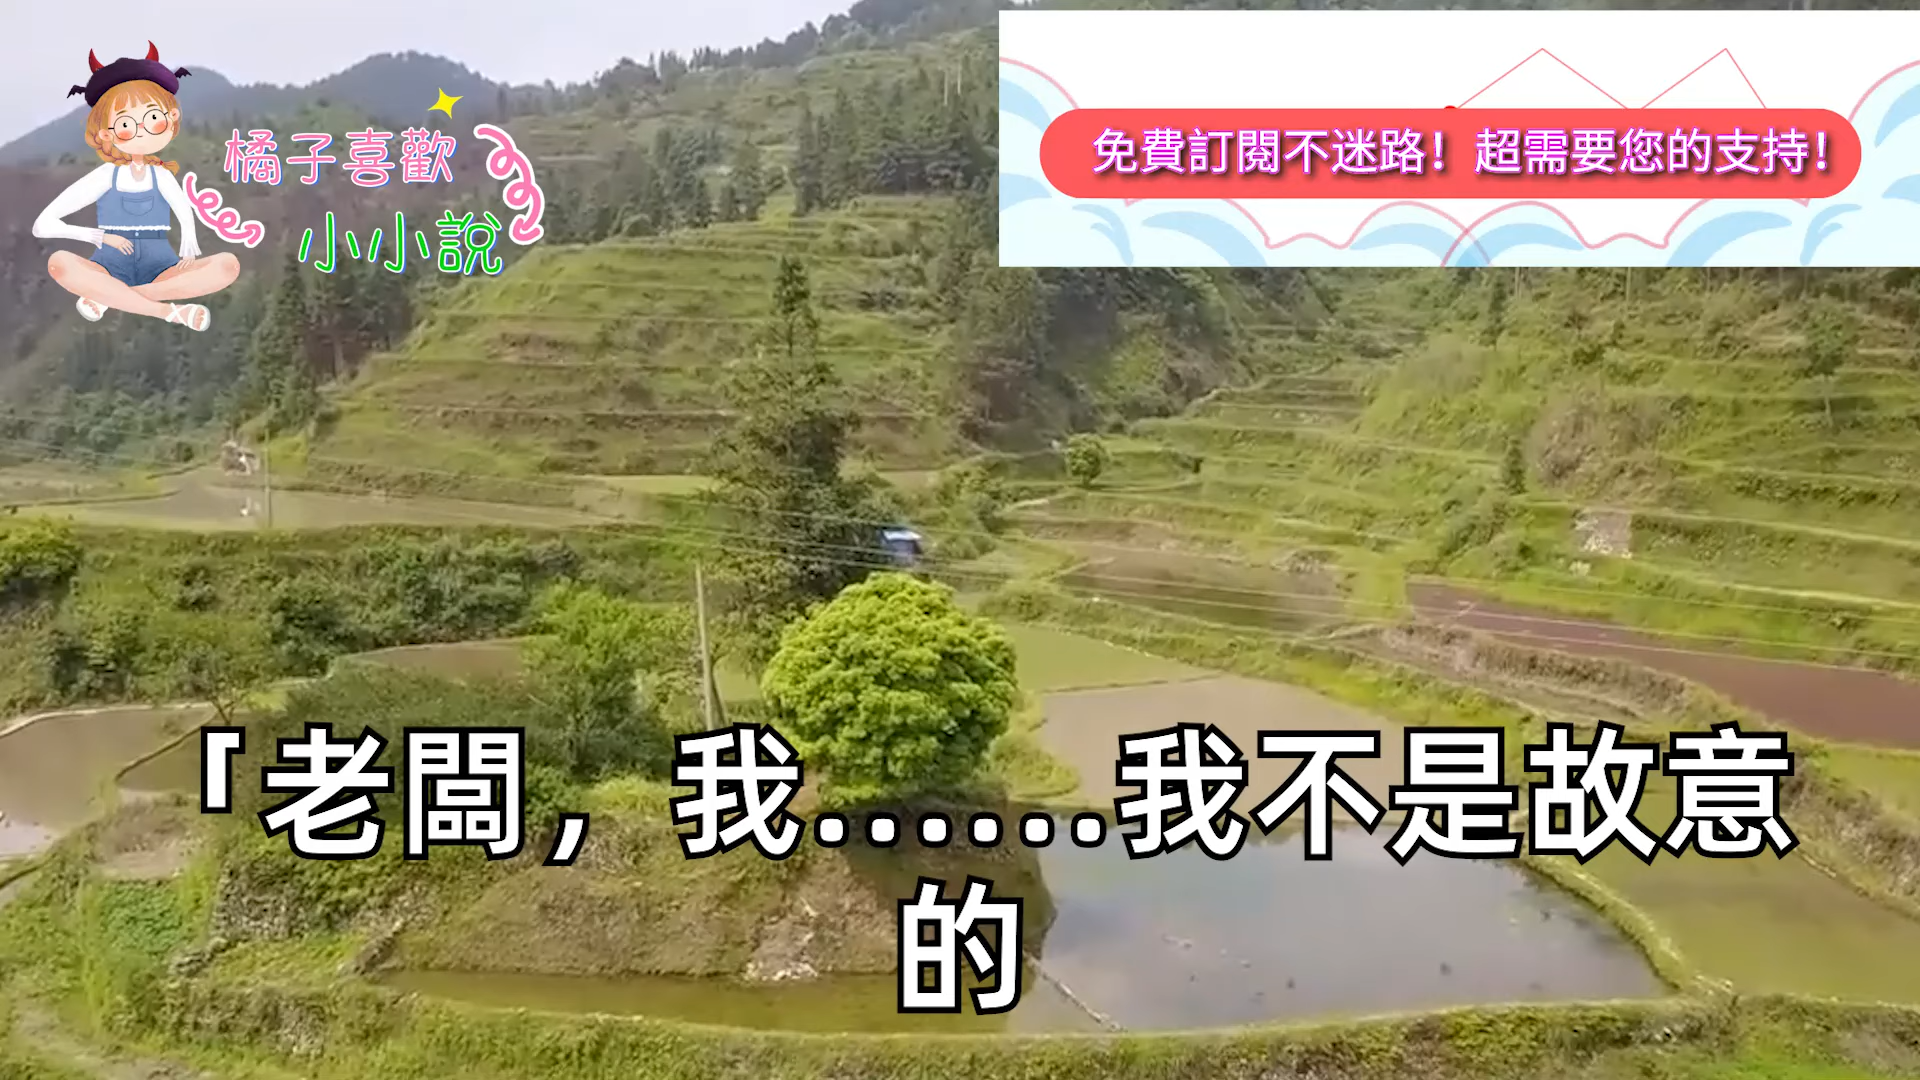 橘子喜歡
小小說
免費訂閱不迷路！超需要您的支持！
「老闆，我......我不是故意
的